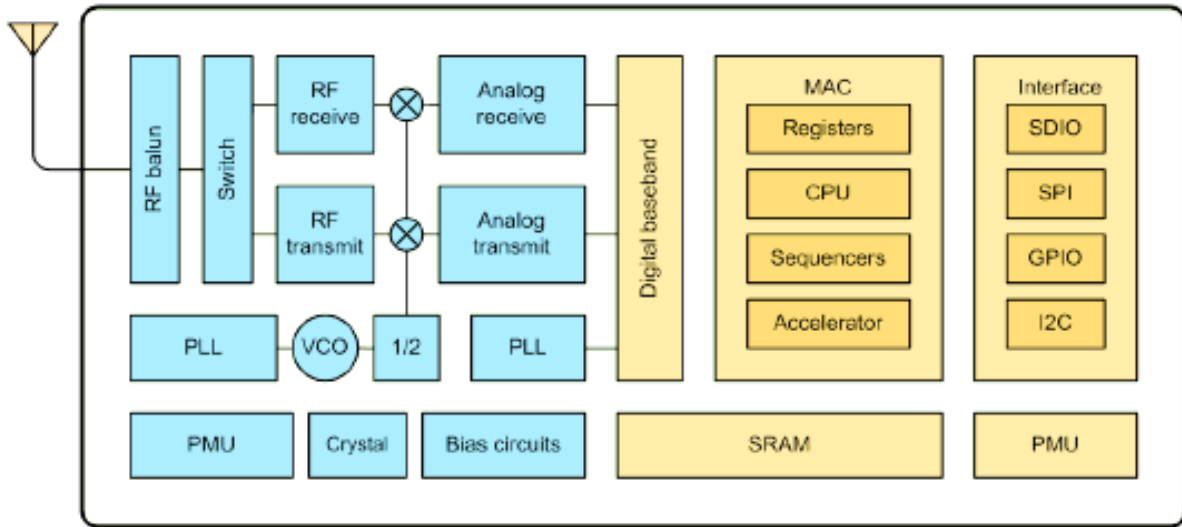 RF balun
Switch
RF
receive
Analog
receive
RF
transmit
Analog
transmit
PLL
VCO
1/2
PLL
Digital baseband
MAC
Registers
CPU
Sequencers
Accelerator
Interface
SDIO
SPI
GPIO
I2C
PMU
Crystal
Bias circuits
SRAM
PMU